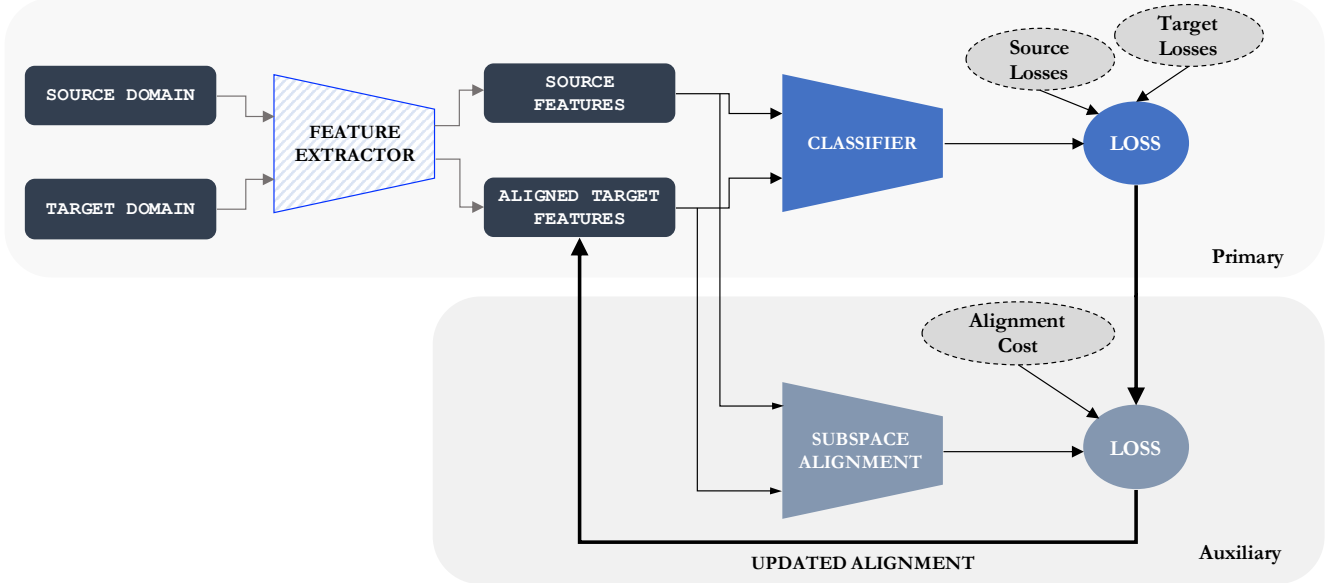 Target
Losses
Source
Losses
SOURCE DOMAIN
SOURCE
FEATURES
FEATURE
EXTRACTOR
CLASSIFIER
LOSS
TARGET DOMAIN
ALIGNED TARGET
FEATURES
Primary
Alignment
Cost
SUBSPACE
ALIGNMENT
LOSS
UPDATED ALIGNMENT
Auxiliary